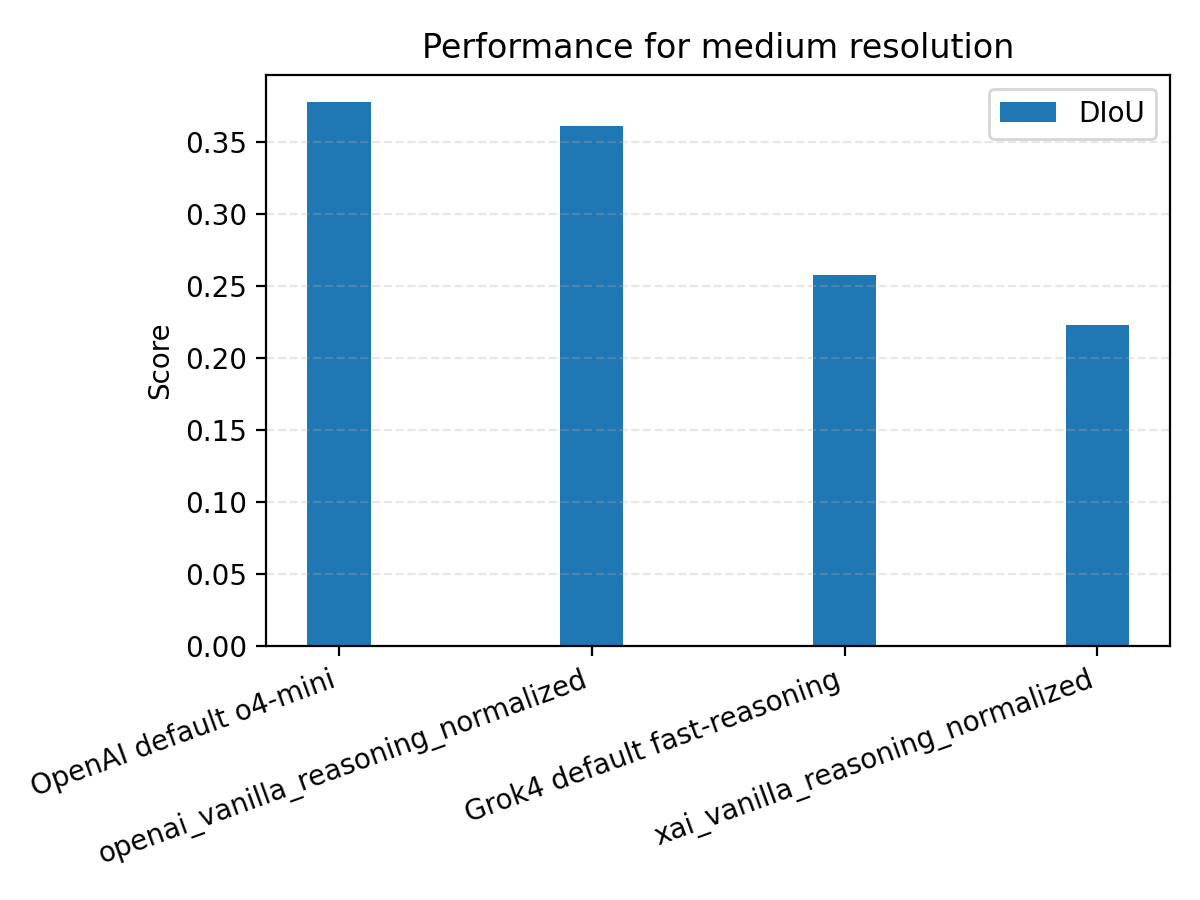 Performance for medium resolution
DIoU
Score
0.35
0.30
0.25
0.20
0.15
0.10
0.05
0.00
OpenAI default o4-mini
openai_vanilla_reasoning_normalized
Grok4 default fast-reasoning
xai_vanilla_reasoning_normalized